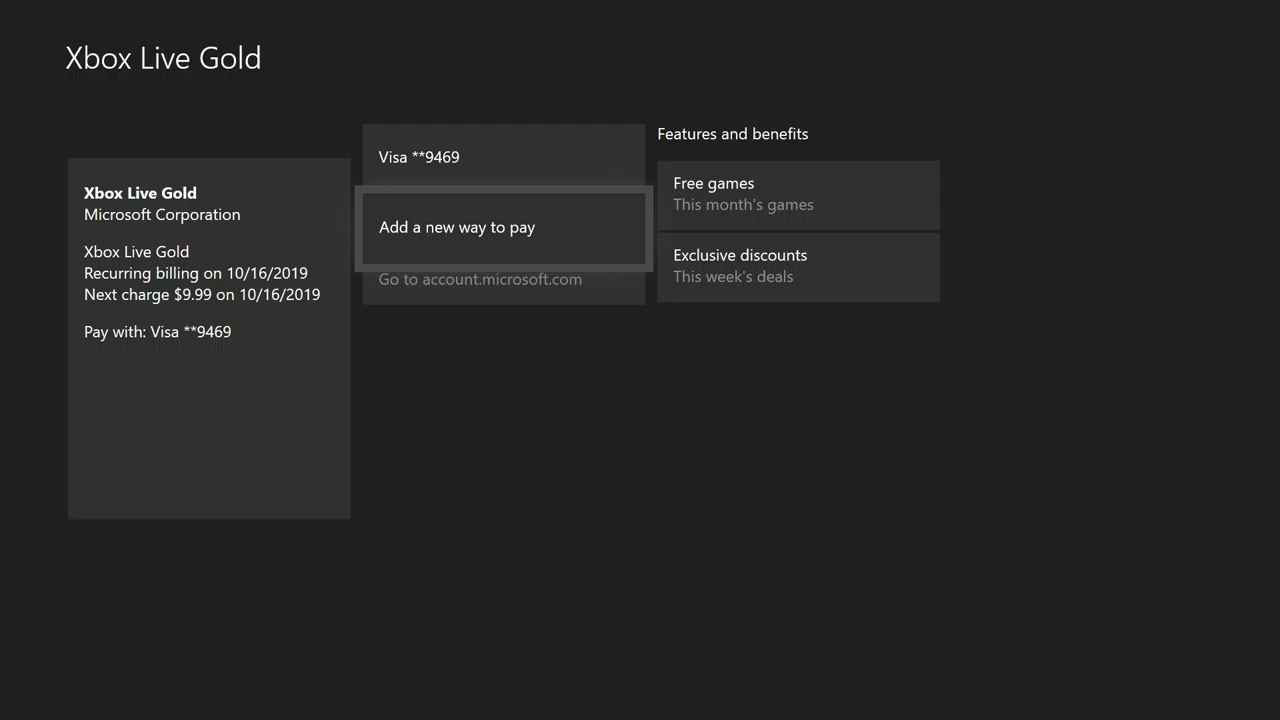 Xbox Live Gold
Xbox Live Gold
Microsoft Corporation
Xbox Live Gold
Recurring billing on 10/16/2019
Next charge $9.99 on 10/16/2019
Pay with: Visa **9469
Visa **9469
Add a new way to pay
Go to account.microsoft.com
Features and benefits
Free games
This month's games
Exclusive discounts
This week's deals